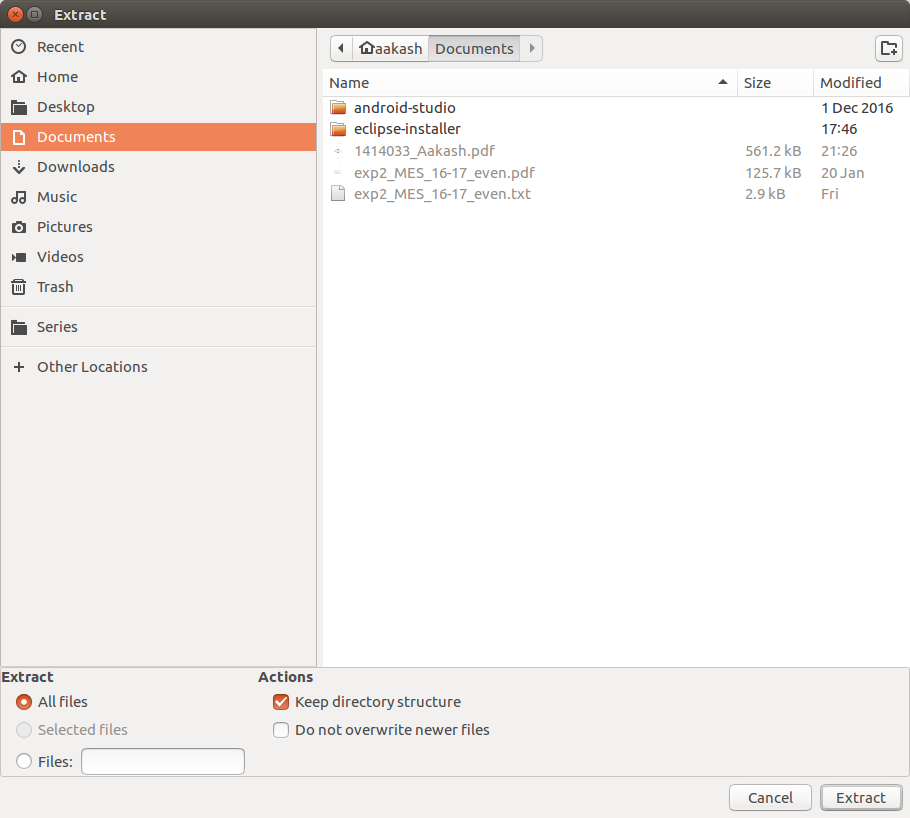 Extract
Recent
Home
Desktop
Documents
Downloads
Music
Pictures
Videos
Trash
Series
Other Locations
aakash Documents
Name Size Modified
android-studio 1 Dec 2016
eclipse-installer 17:46
1414033_Aakash.pdf 561.2 kB 21:26
exp2_MES_16-17_even.pdf 125.7 kB 20 Jan
exp2_MES_16-17_even.txt 2.9 kB Fri
Extract
All files
Selected files
Files:
Actions
Keep directory structure
Do not overwrite newer files
Cancel Extract